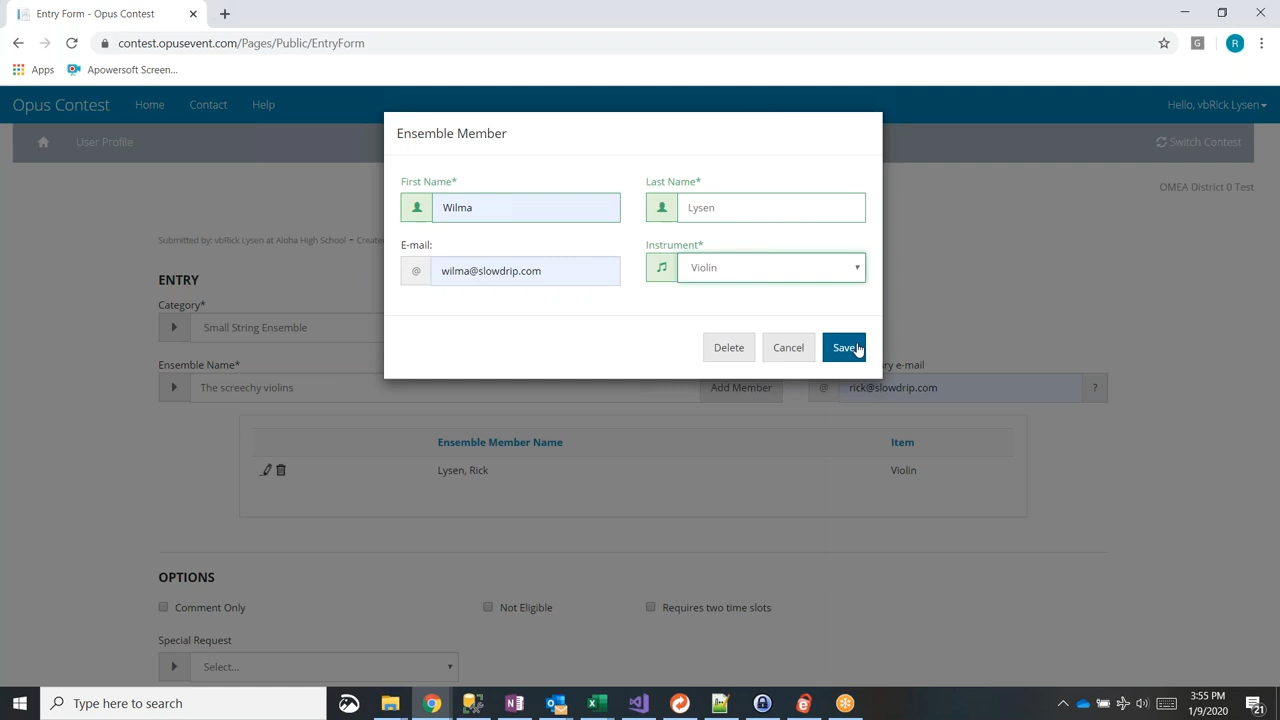 Entry Form - Opus Contest
contest.opusevent.com/Pages/Public/EntryForm
G
R
Apps
Apowersoft Screen...
Opus Contest Home Contact Help Hello, vbRick Lysen
User Profile Switch Contest
OMEA District 0 Test
Submitted by: vbRick Lysen at Aloha High School - Create
Ensemble Member
First Name* Last Name*
Wilma Lysen
E-mail: Instrument*
@ wilma@slowdrip.com Violin
Delete Cancel Save
ENTRY
Category*
Small String Ensemble
Ensemble Name* ry e-mail
The screechy violins Add Member @ rick@slowdrip.com ?
Ensemble Member Name Item
Lysen, Rick Violin
OPTIONS
Comment Only Not Eligible Requires two time slots
Special Request
Select...
Type here to search
3:55 PM
1/9/2020
21